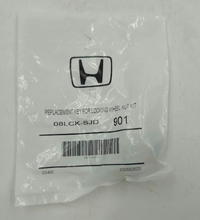 REPLACEMENT KEY FOR LOCKING WHEEL NUT KIT
08LCK-SJD 901